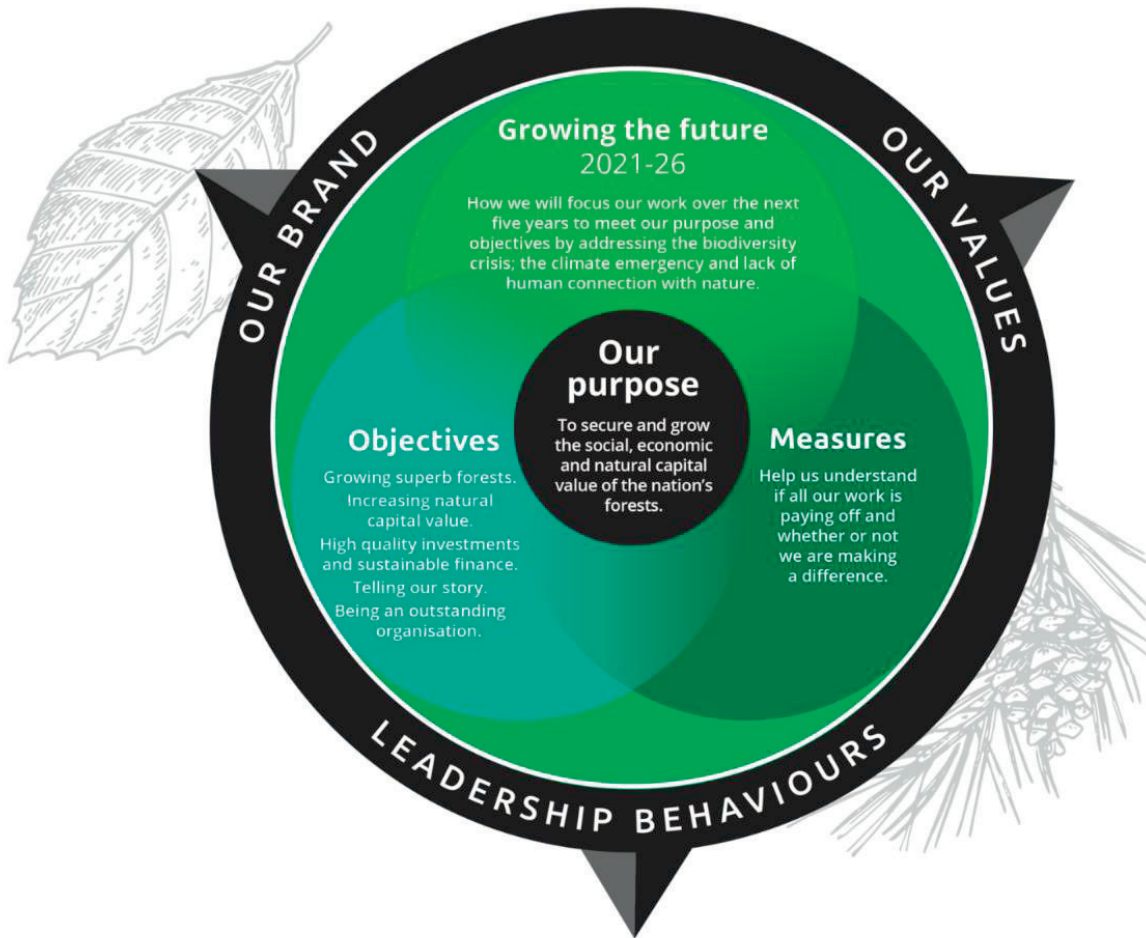 OUR BRAND
OUR VALUES
Growing the future
2021-26
How we will focus our work over the next
five years to meet our purpose and
objectives by addressing the biodiversity
crisis; the climate emergency and lack of
human connection with nature.
Our
purpose
To secure and grow
the social, economic
and natural capital
value of the nation's
forests.
Objectives
Growing superb forests.
Increasing natural
capital value.
High quality investments
and sustainable finance.
Telling our story.
Being an outstanding
organisation.
Measures
Help us understand
if all our work is
paying off and
whether or not
we are making
a difference.
LEADERSHIP BEHAVIOURS